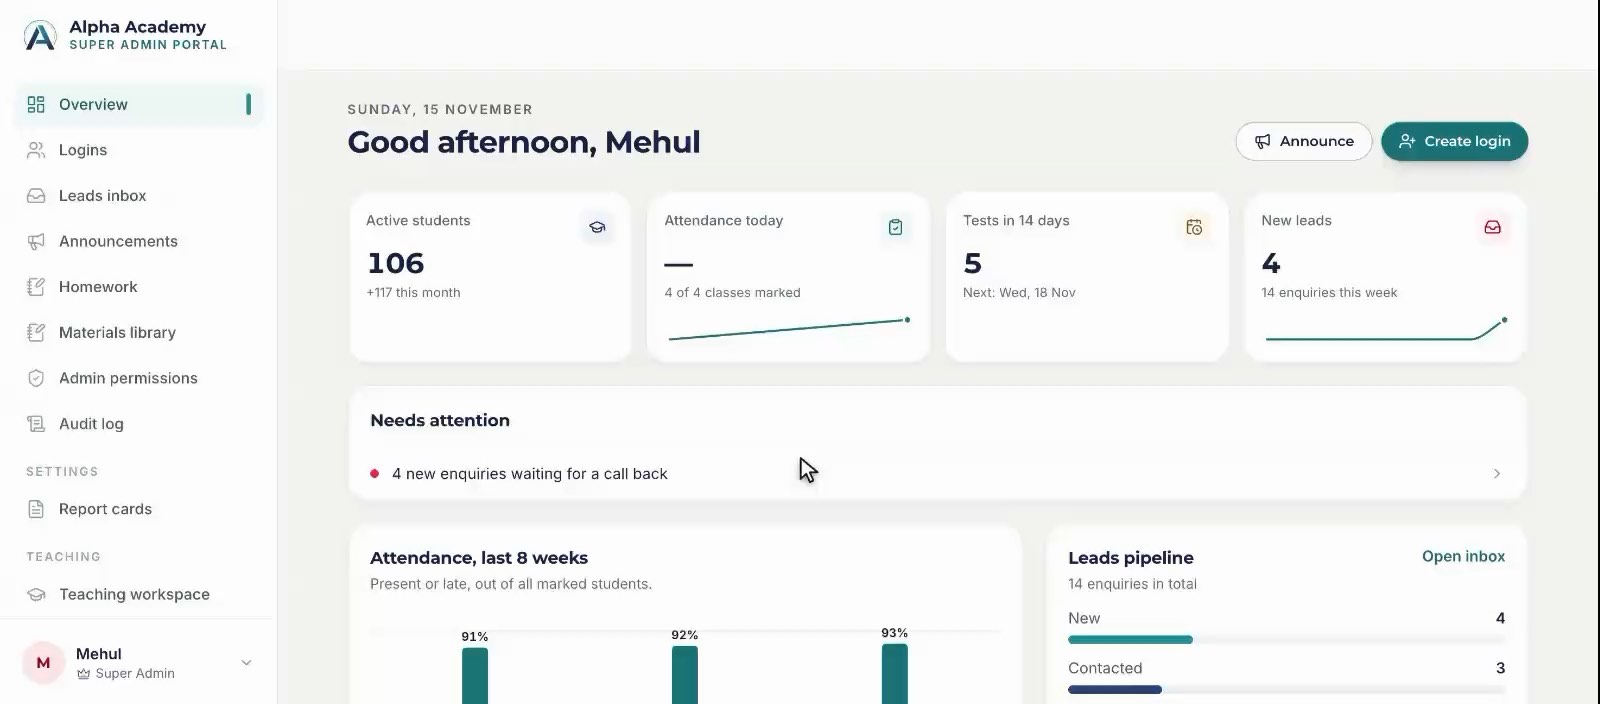 Alpha Academy
SUPER ADMIN PORTAL
Overview
Logins
Leads inbox
Announcements
Homework
Materials library
Admin permissions
Audit log
SETTINGS
Report cards
TEACHING
Teaching workspace
M
Mehul
Super Admin
SUNDAY, 15 NOVEMBER
Good afternoon, Mehul
Announce
Create login
Active students
106
+117 this month
Attendance today
—
4 of 4 classes marked
Tests in 14 days
5
Next: Wed, 18 Nov
New leads
4
14 enquiries this week
Needs attention
4 new enquiries waiting for a call back
Attendance, last 8 weeks
Present or late, out of all marked students.
91%
92%
93%
Leads pipeline
Open inbox
14 enquiries in total
New 4
Contacted 3